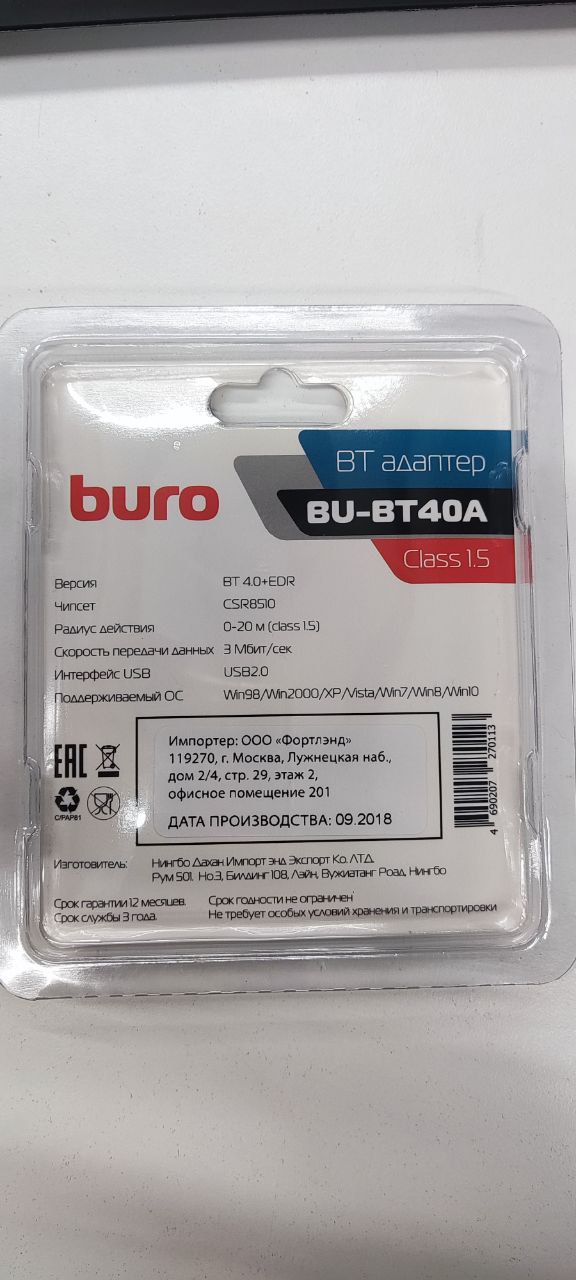 BT адаптер
buro
BU-BT40A
Class 1.5
Версия BT 4.0+EDR
Чипсет CSR8510
Радиус действия 0-20 м (class 1.5)
Скорость передачи данных 3 Мбит/сек
Интерфейс USB USB2.0
Поддерживаемый ОС Win98/Win2000/XP/Vista/Win7/Win8/Win10
EAC
C/PAP81
Импортер: ООО «Фортлэнд»
119270, г. Москва, Лужнецкая наб.,
дом 2/4, стр. 29, этаж 2,
офисное помещение 201
ДАТА ПРОИЗВОДСТВА: 09.2018
4 690207 270113
Изготовитель: Нингбо Дахан Импорт энд Экспорт Ко. ЛТД.
Рум 501. Но.3, Билдинг 108, Лэйн, Вужиатанг Роад, Нингбо
Срок гарантии 12 месяцев. Срок годности не ограничен
Срок службы 3 года. Не требует особых условий хранения и транспортировки